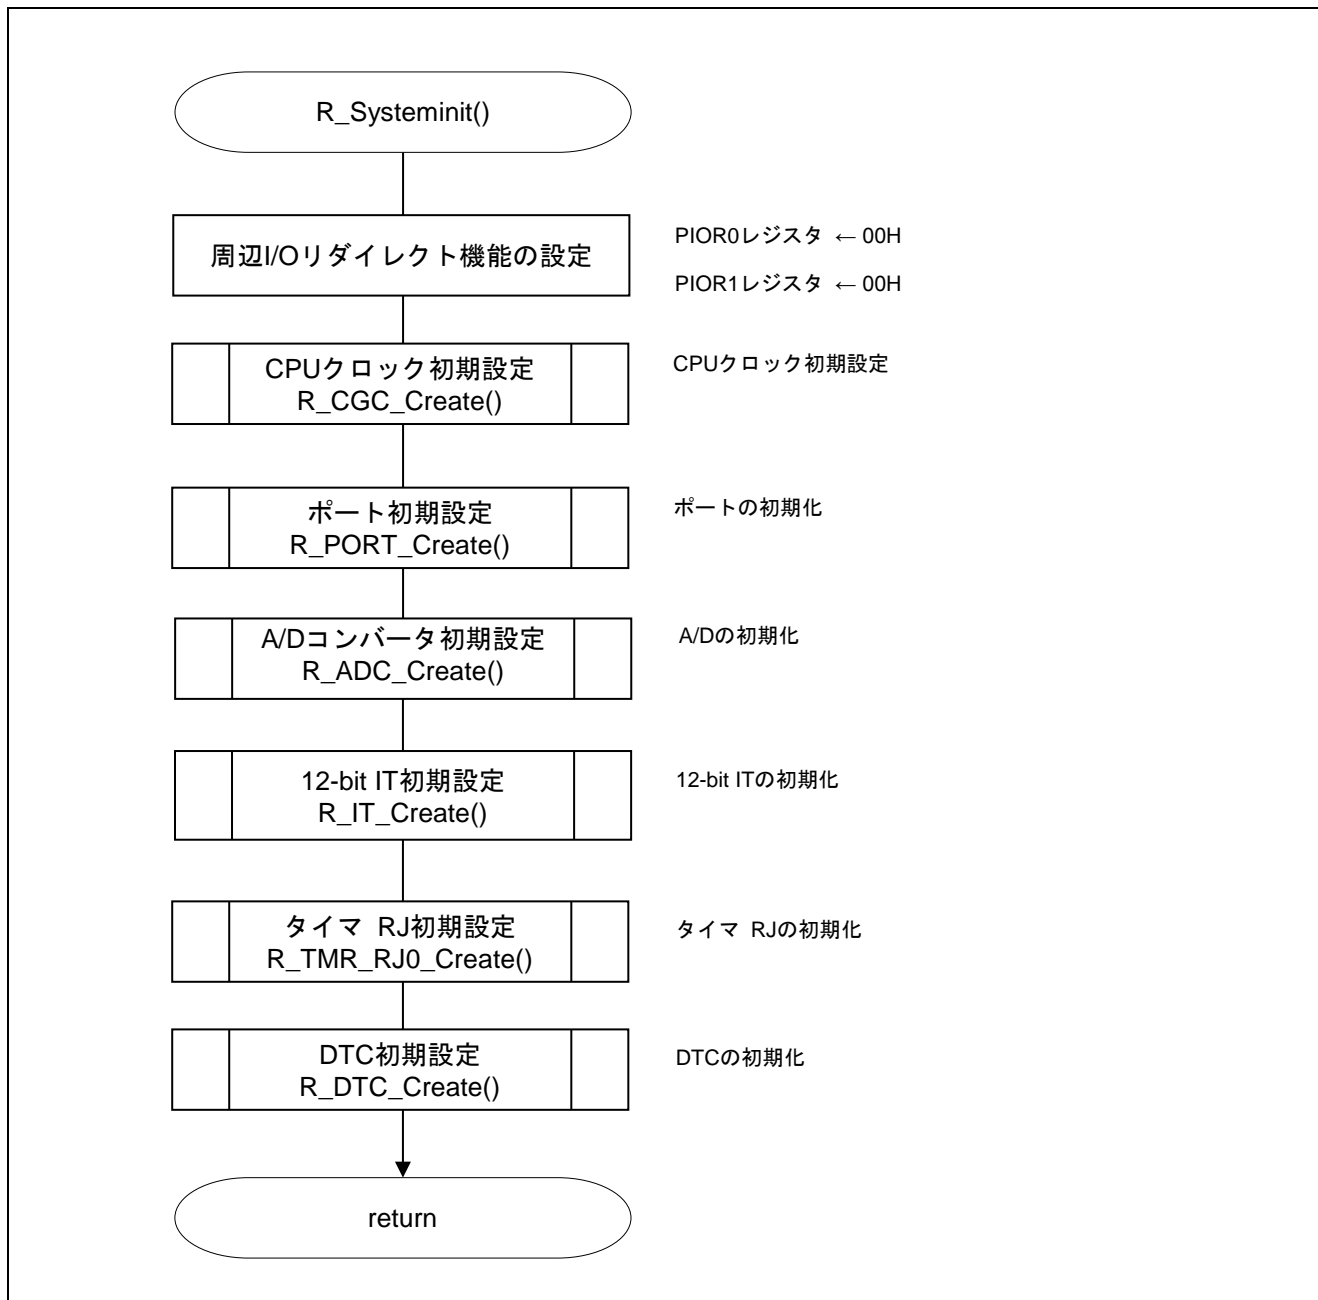 R_Systeminit()
周辺I/Oリダイレクト機能の設定
PIOR0レジスタ ← 00H
PIOR1レジスタ ← 00H
CPUクロック初期設定
R_CGC_Create()
CPUクロック初期設定
ポート初期設定
R_PORT_Create()
ポートの初期化
A/Dコンバータ初期設定
R_ADC_Create()
A/Dの初期化
12-bit IT初期設定
R_IT_Create()
12-bit ITの初期化
タイマ RJ初期設定
R_TMR_RJ0_Create()
タイマ RJの初期化
DTC初期設定
R_DTC_Create()
DTCの初期化
return